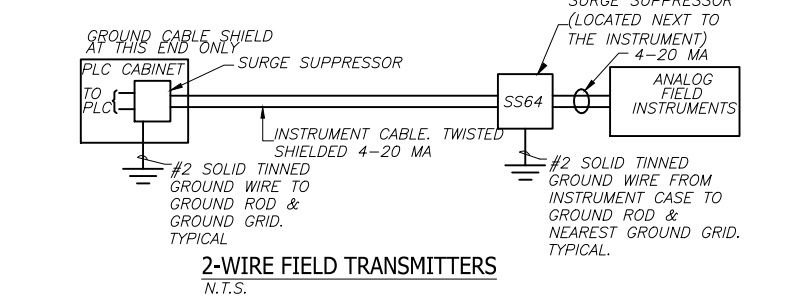 GROUND CABLE SHIELD
AT THIS END ONLY
PLC CABINET
SURGE SUPPRESSOR
TO
PLC
INSTRUMENT CABLE. TWISTED
SHIELDED 4-20 MA
#2 SOLID TINNED
GROUND WIRE TO
GROUND ROD &
GROUND GRID.
TYPICAL
SURGE SUPPRESSOR
(LOCATED NEXT TO
THE INSTRUMENT)
4-20 MA
SS64
ANALOG
FIELD
INSTRUMENTS
#2 SOLID TINNED
GROUND WIRE FROM
INSTRUMENT CASE TO
GROUND ROD &
NEAREST GROUND GRID.
TYPICAL.
2-WIRE FIELD TRANSMITTERS
N.T.S.